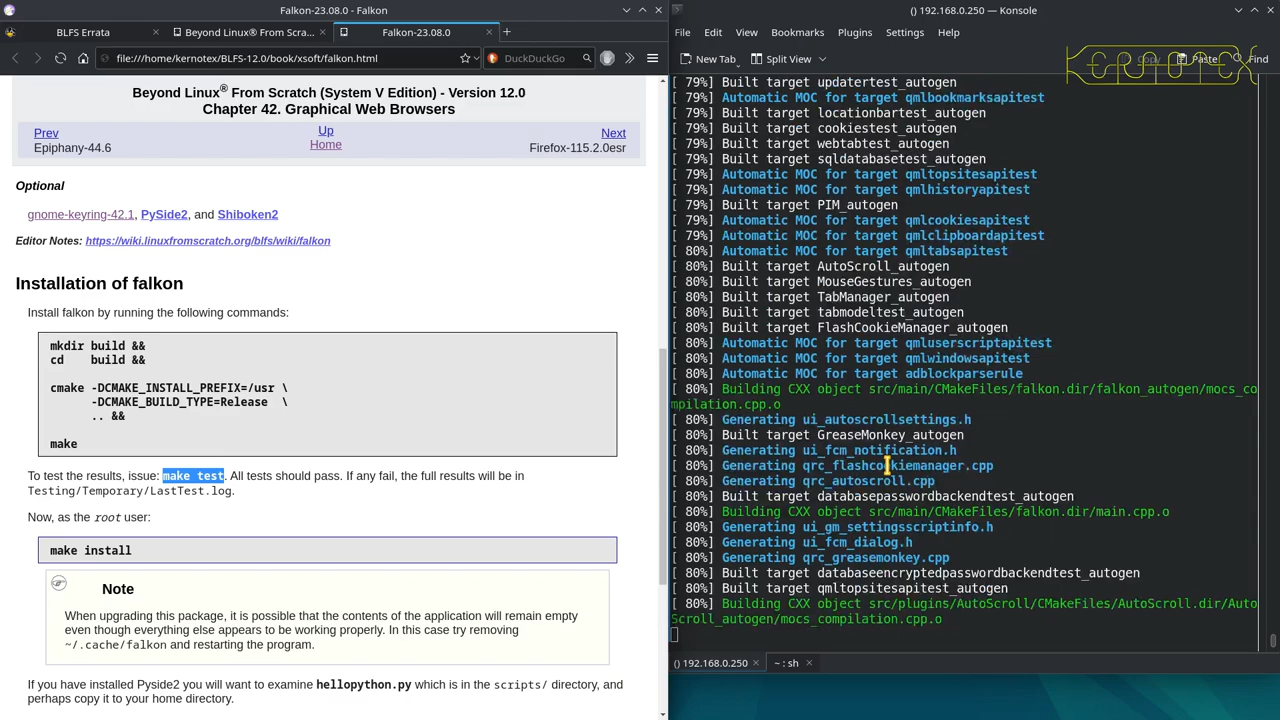 Falkon-23.08.0 - Falkon
BLFS Errata
Beyond Linux® From Scra...
Falkon-23.08.0
file:///home/kernotex/BLFS-12.0/book/xsoft/falkon.html
DuckDuckGo
Beyond Linux® From Scratch (System V Edition) - Version 12.0
Chapter 42. Graphical Web Browsers
Prev
Up
Next
Epiphany-44.6
Home
Firefox-115.2.0esr
Optional
gnome-keyring-42.1, PySide2, and Shiboken2
Editor Notes: https://wiki.linuxfromscratch.org/blfs/wiki/falkon
Installation of falkon
Install falkon by running the following commands:
mkdir build &&
cd    build &&
cmake -DCMAKE_INSTALL_PREFIX=/usr \
      -DCMAKE_BUILD_TYPE=Release  \
      .. &&
make
To test the results, issue: make test. All tests should pass. If any fail, the full results will be in
Testing/Temporary/LastTest.log.
Now, as the root user:
make install
Note
When upgrading this package, it is possible that the contents of the application will remain empty
even though everything else appears to be working properly. In this case try removing
~/.cache/falkon and restarting the program.
If you have installed Pyside2 you will want to examine hellopython.py which is in the scripts/ directory, and
perhaps copy it to your home directory.
() 192.168.0.250 — Konsole
File Edit View Bookmarks Plugins Settings Help
New Tab Split View Copy Paste Find
KERNOTEX
[ 79%] Built target updatertest_autogen
[ 79%] Automatic MOC for target qmlbookmarksapitest
[ 79%] Built target locationbartest_autogen
[ 79%] Built target cookiestest_autogen
[ 79%] Built target webtabtest_autogen
[ 79%] Built target sqldatabasetest_autogen
[ 79%] Automatic MOC for target qmltopsitesapitest
[ 79%] Automatic MOC for target qmlhistoryapitest
[ 79%] Built target PIM_autogen
[ 79%] Automatic MOC for target qmlcookiesapitest
[ 79%] Automatic MOC for target qmlclipboardapitest
[ 80%] Automatic MOC for target qmltabsapitest
[ 80%] Built target AutoScroll_autogen
[ 80%] Built target MouseGestures_autogen
[ 80%] Built target TabManager_autogen
[ 80%] Built target tabmodeltest_autogen
[ 80%] Built target FlashCookieManager_autogen
[ 80%] Automatic MOC for target qmluserscriptapitest
[ 80%] Automatic MOC for target qmlwindowsapitest
[ 80%] Automatic MOC for target adblockparserule
[ 80%] Building CXX object src/main/CMakeFiles/falkon.dir/falkon_autogen/mocs_co
mpilation.cpp.o
[ 80%] Generating ui_autoscrollsettings.h
[ 80%] Built target GreaseMonkey_autogen
[ 80%] Generating ui_fcm_notification.h
[ 80%] Generating qrc_flashcookiemanager.cpp
[ 80%] Generating qrc_autoscroll.cpp
[ 80%] Built target databasepasswordbackendtest_autogen
[ 80%] Building CXX object src/main/CMakeFiles/falkon.dir/main.cpp.o
[ 80%] Generating ui_gm_settingsscriptinfo.h
[ 80%] Generating ui_fcm_dialog.h
[ 80%] Generating qrc_greasemonkey.cpp
[ 80%] Built target databaseencryptedpasswordbackendtest_autogen
[ 80%] Built target qmltopsitesapitest_autogen
[ 80%] Building CXX object src/plugins/AutoScroll/CMakeFiles/AutoScroll.dir/Auto
Scroll_autogen/mocs_compilation.cpp.o
() 192.168.0.250
~ : sh